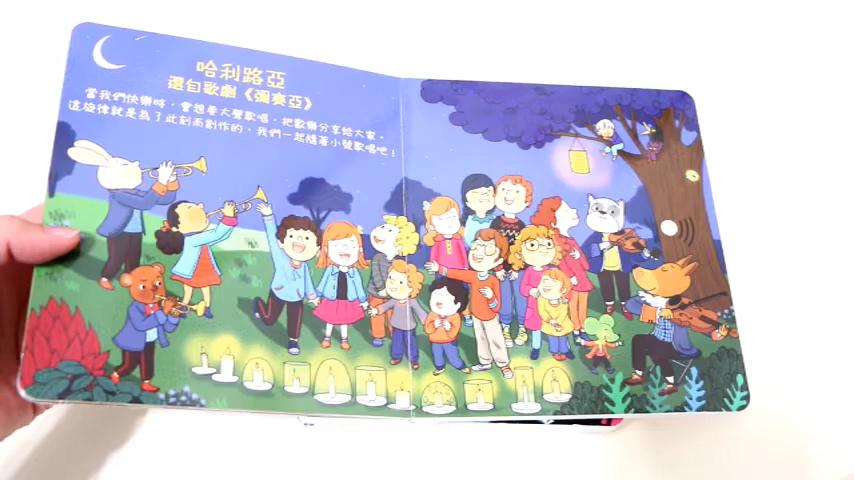 哈利路亞
選自歌劇《彌賽亞》
當我們快樂時，會想要大聲歌唱，把歡樂分享給大家。
這旋律就是為了此刻而創作的，我們一起隨著小號歌唱吧！